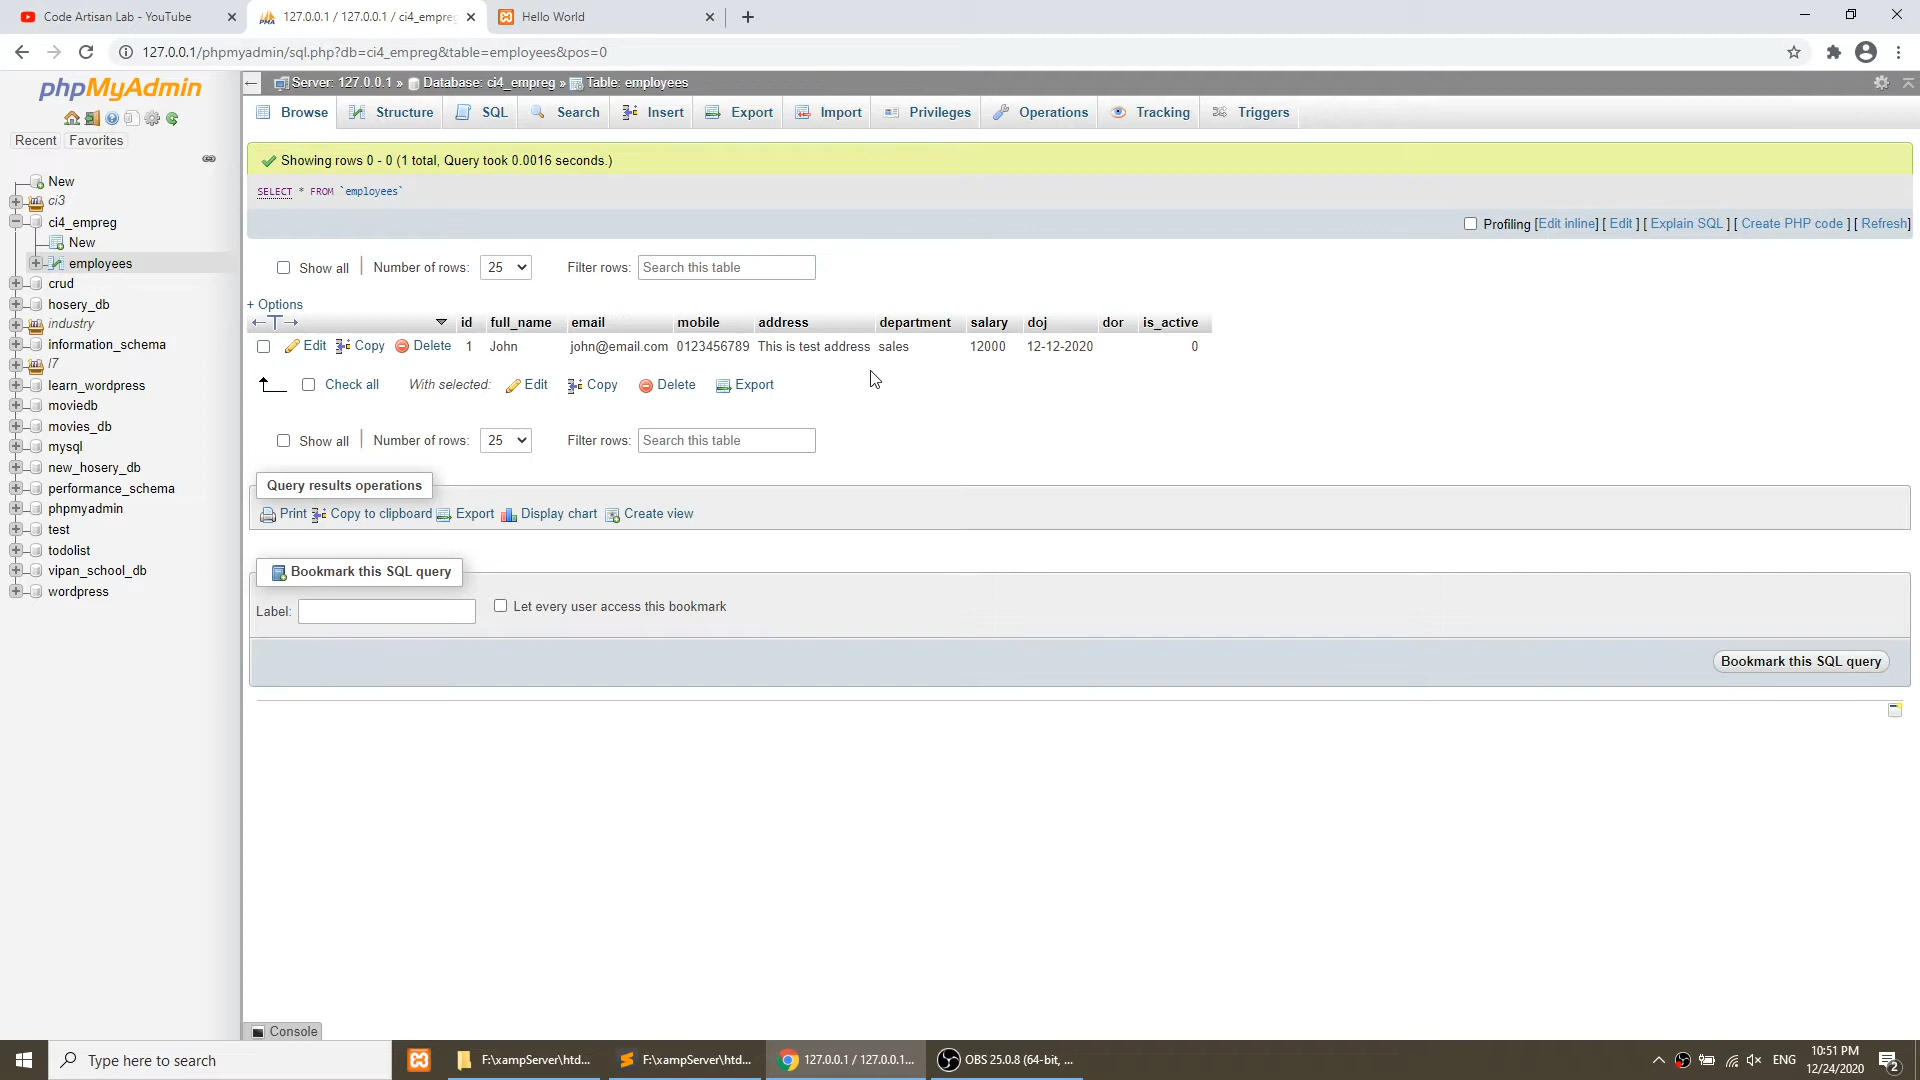 Code Artisan Lab - YouTube
127.0.0.1 / 127.0.0.1 / ci4_empreg
Hello World
127.0.0.1/phpmyadmin/sql.php?db=ci4_empreg&table=employees&pos=0
phpMyAdmin
Recent Favorites
New
ci3
ci4_empreg
New
employees
crud
hosery_db
industry
information_schema
l7
learn_wordpress
moviedb
movies_db
mysql
new_hosery_db
performance_schema
phpmyadmin
test
todolist
vipan_school_db
wordpress
Server: 127.0.0.1 » Database: ci4_empreg » Table: employees
Browse Structure SQL Search Insert Export Import Privileges Operations Tracking Triggers
Showing rows 0 - 0 (1 total, Query took 0.0016 seconds.)
SELECT * FROM `employees`
Profiling [Edit inline] [ Edit ] [ Explain SQL ] [ Create PHP code ] [ Refresh]
Show all Number of rows: 25 Filter rows: Search this table
+ Options
←T→ id full_name email mobile address department salary doj dor is_active
Edit Copy Delete 1 John john@email.com 0123456789 This is test address sales 12000 12-12-2020 0
Check all With selected: Edit Copy Delete Export
Show all Number of rows: 25 Filter rows: Search this table
Query results operations
Print Copy to clipboard Export Display chart Create view
Bookmark this SQL query
Label: Let every user access this bookmark
Bookmark this SQL query
Console
Type here to search
F:\xampServer\htd...
F:\xampServer\htd...
127.0.0.1 / 127.0.0.1...
OBS 25.0.8 (64-bit, ...
ENG
10:51 PM
12/24/2020
2